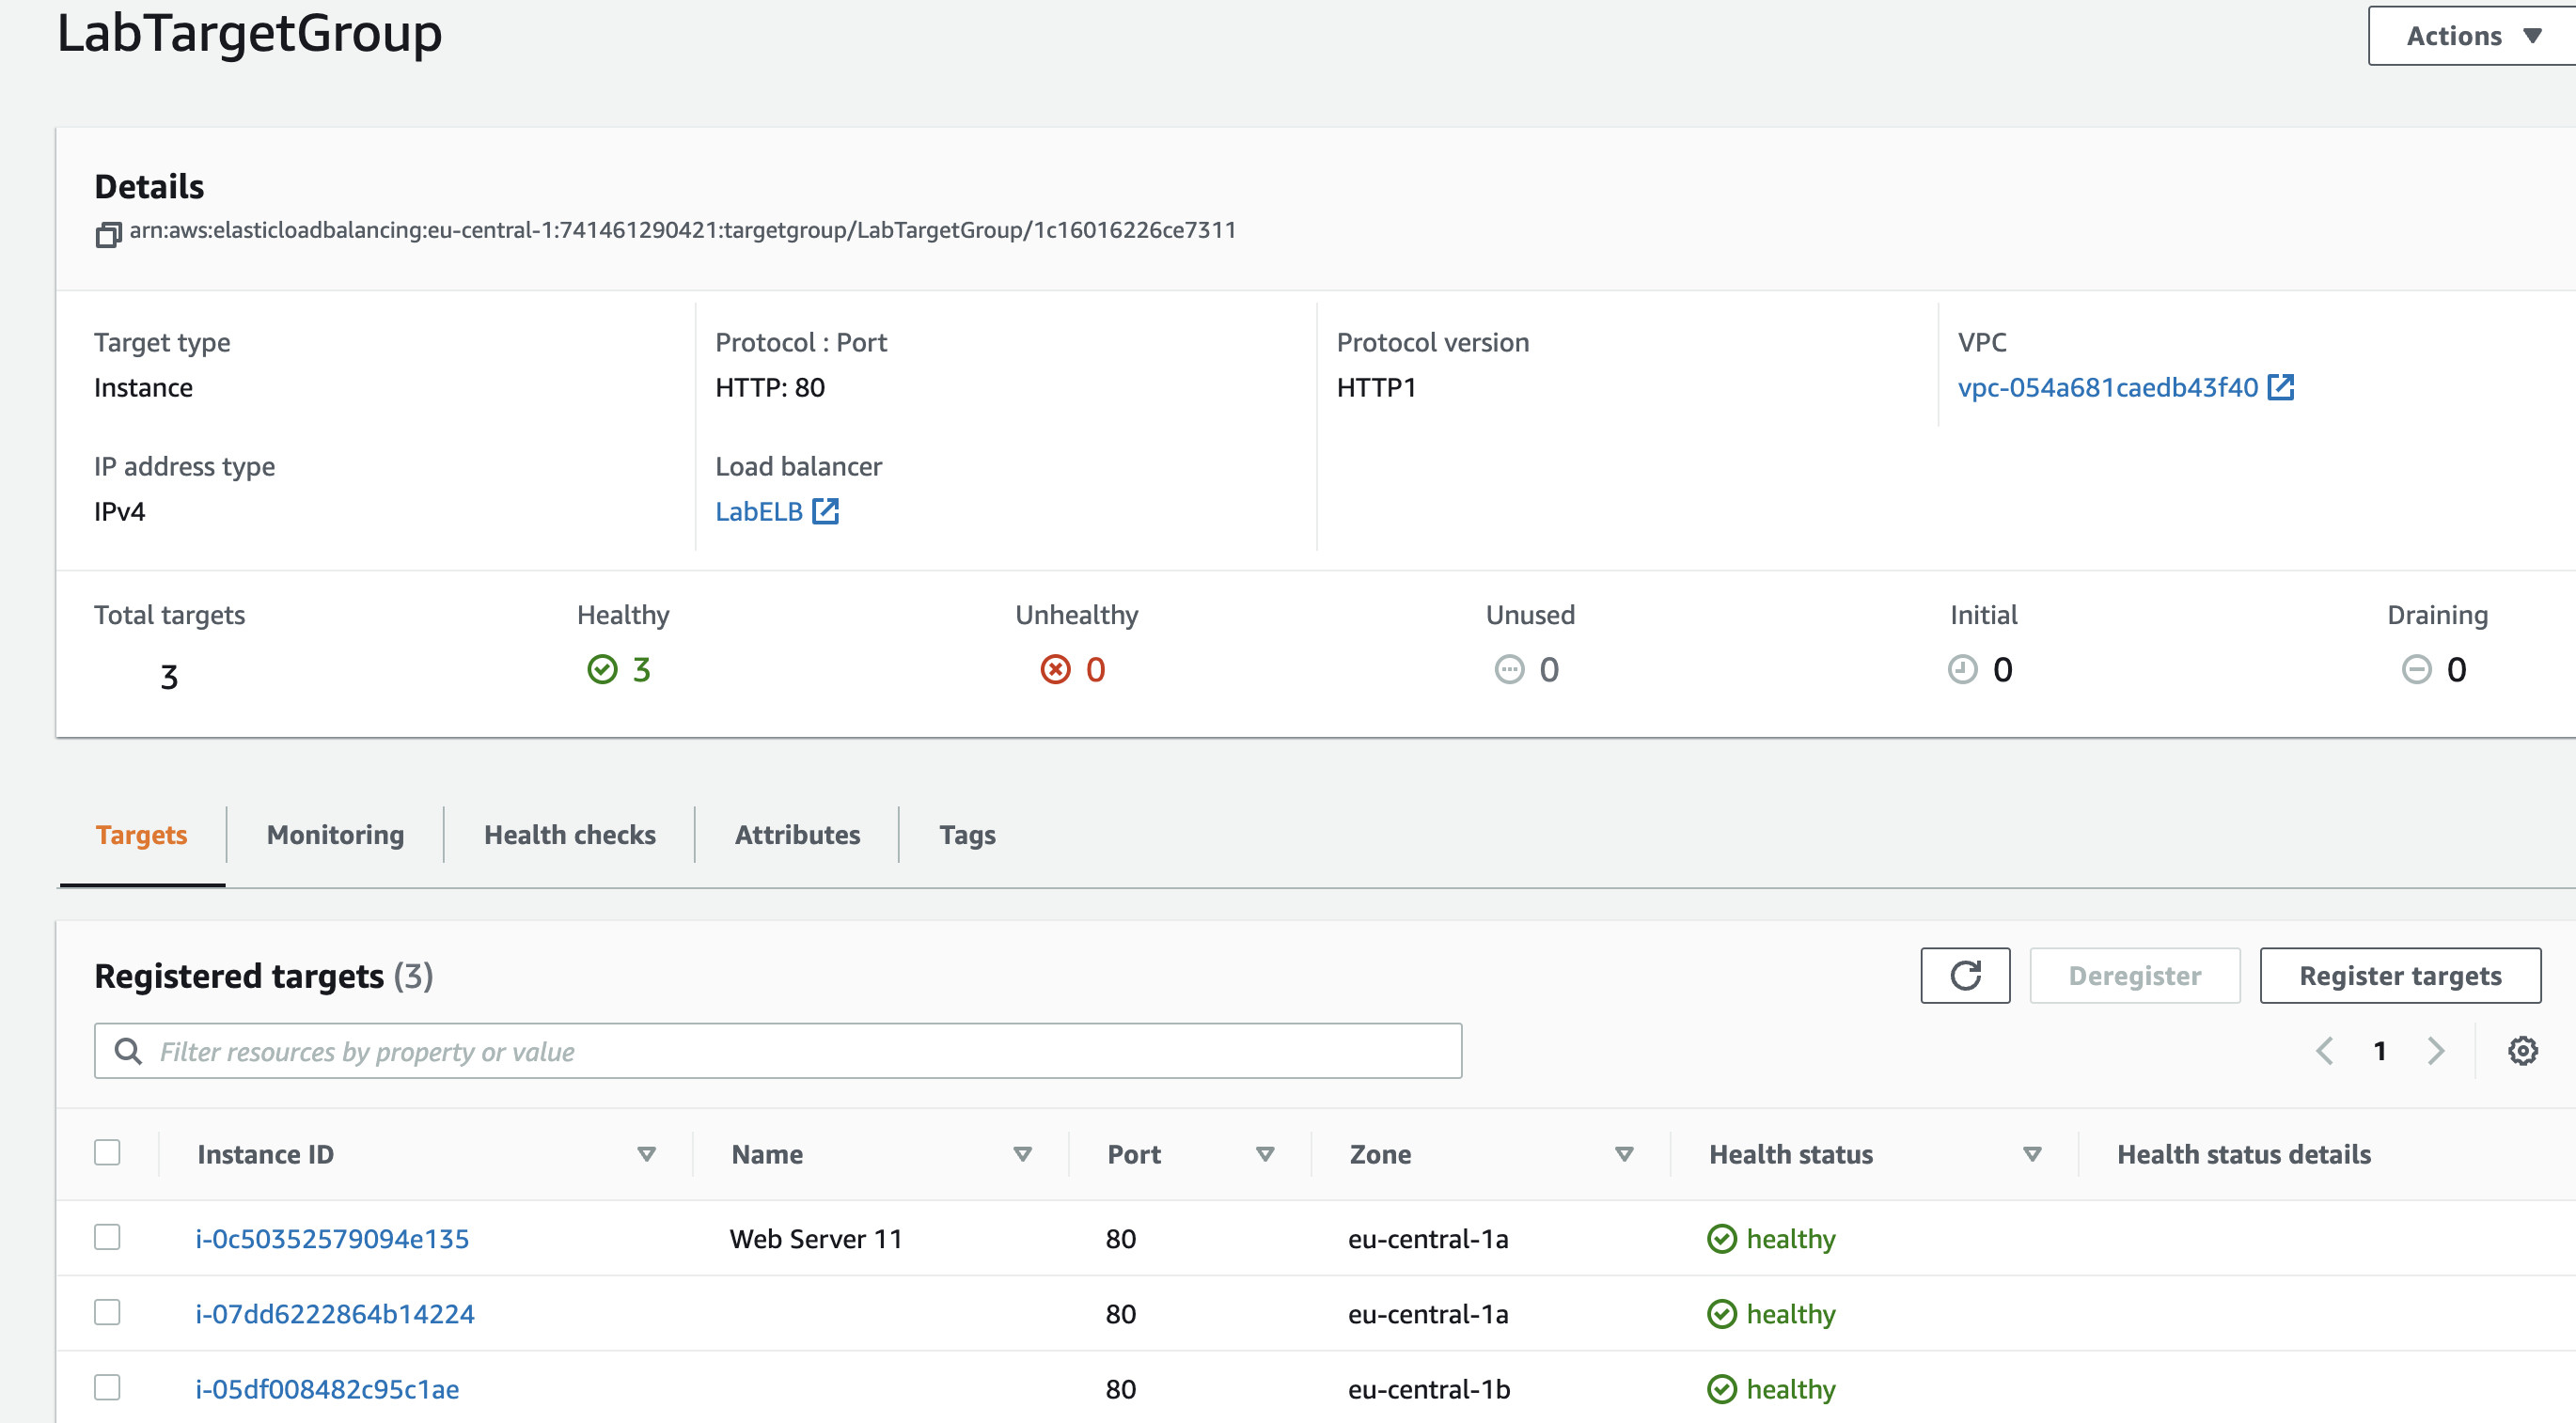 LabTargetGroup
Actions
Details
arn:aws:elasticloadbalancing:eu-central-1:741461290421:targetgroup/LabTargetGroup/1c16016226ce7311
Target type
Instance
Protocol : Port
HTTP: 80
Protocol version
HTTP1
VPC
vpc-054a681caedb43f40
IP address type
IPv4
Load balancer
LabELB
Total targets
3
Healthy
3
Unhealthy
0
Unused
0
Initial
0
Draining
0
Targets
Monitoring
Health checks
Attributes
Tags
Registered targets (3)
Deregister
Register targets
Filter resources by property or value
1
Instance ID
Name
Port
Zone
Health status
Health status details
i-0c50352579094e135
Web Server 11
80
eu-central-1a
healthy
i-07dd6222864b14224
80
eu-central-1a
healthy
i-05df008482c95c1ae
80
eu-central-1b
healthy